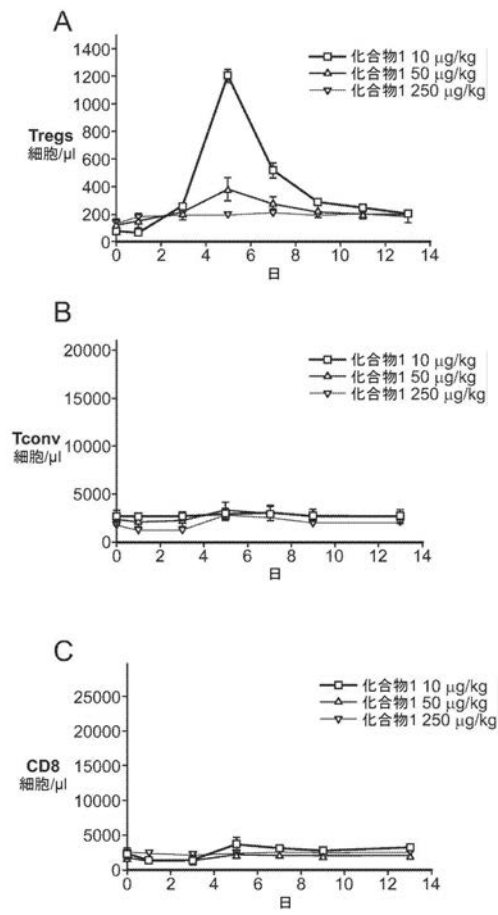 A
1400
1200
1000
800
600
400
200
0
Tregs
細胞/μl
化合物1 10 μg/kg
化合物1 50 μg/kg
化合物1 250 μg/kg
0 2 4 6 8 10 12 14
日
B
20000
15000
10000
5000
0
Tconv
細胞/μl
化合物1 10 μg/kg
化合物1 50 μg/kg
化合物1 250 μg/kg
0 2 4 6 8 10 12 14
日
C
25000
20000
15000
10000
5000
0
CD8
細胞/μl
化合物1 10 μg/kg
化合物1 50 μg/kg
化合物1 250 μg/kg
0 2 4 6 8 10 12 14
日